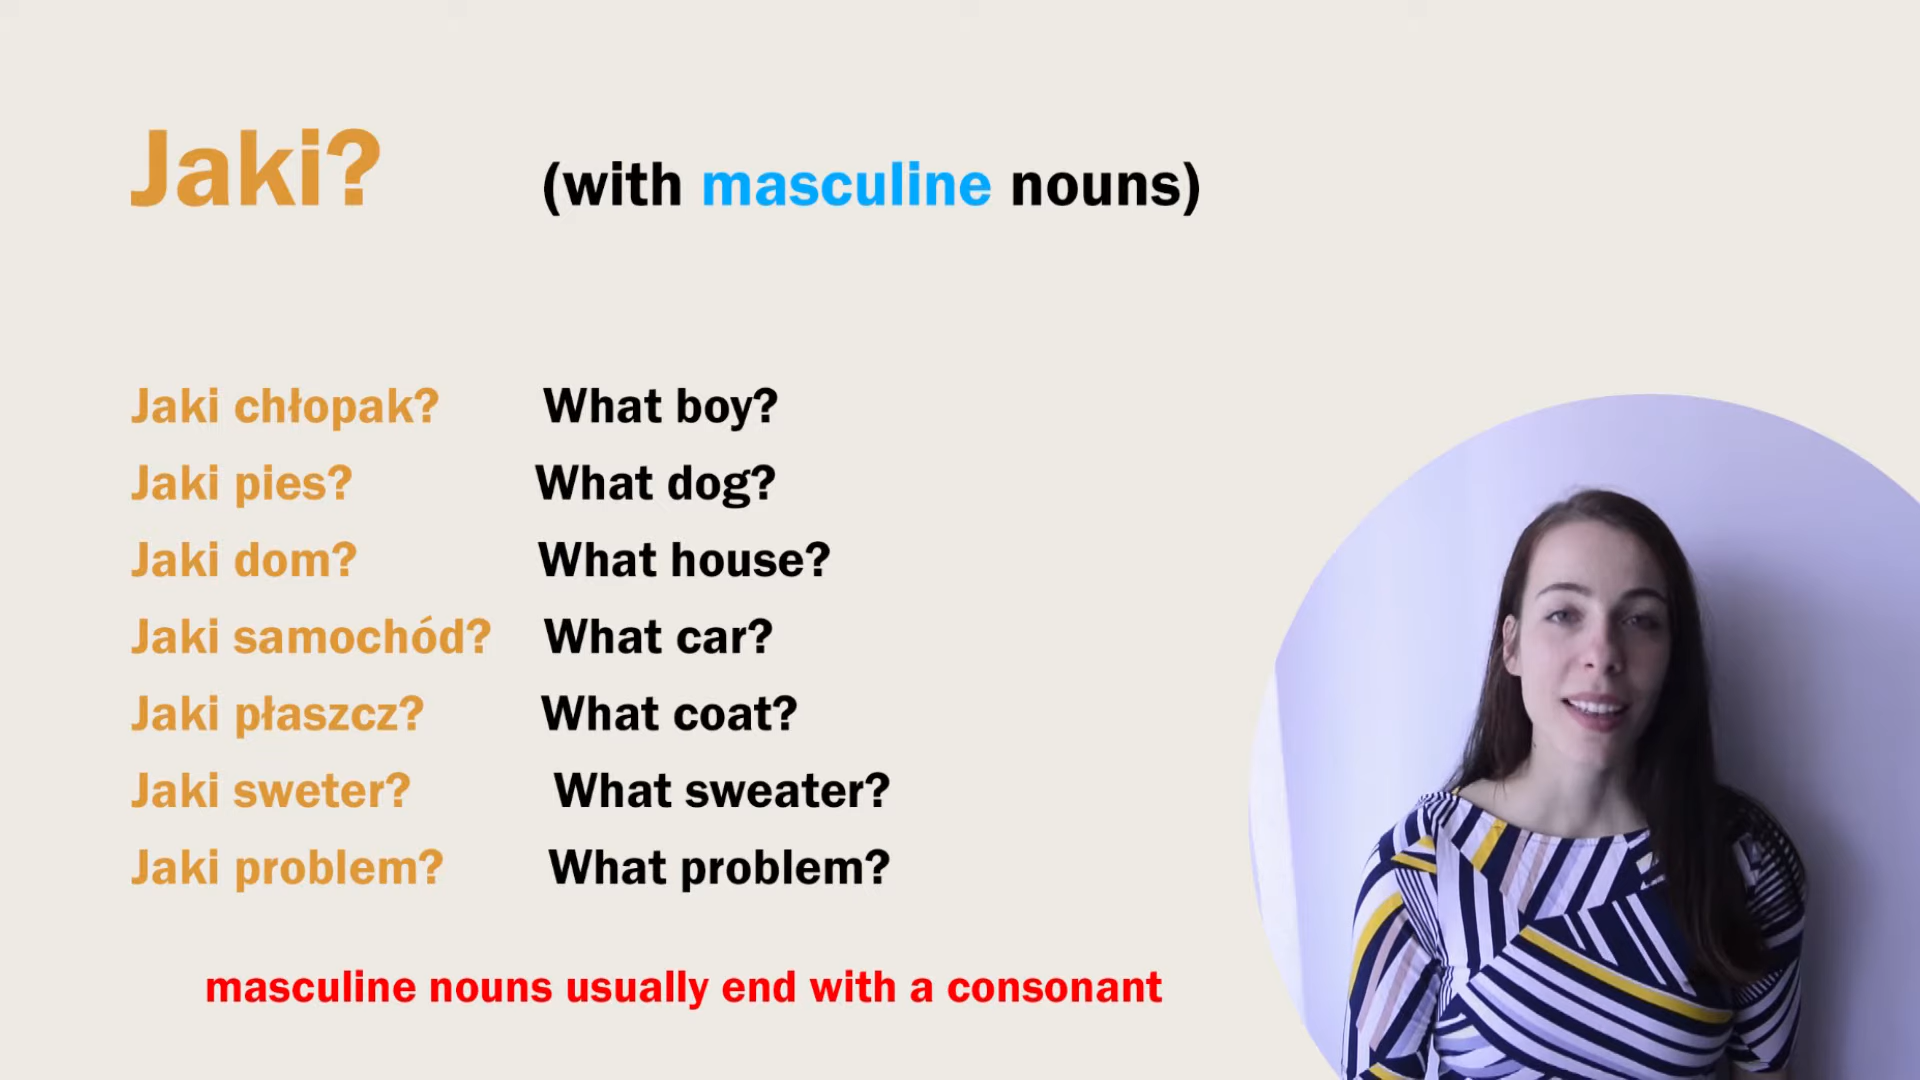 Jaki? (with masculine nouns)
Jaki chłopak? What boy?
Jaki pies? What dog?
Jaki dom? What house?
Jaki samochód? What car?
Jaki płaszcz? What coat?
Jaki sweter? What sweater?
Jaki problem? What problem?
masculine nouns usually end with a consonant